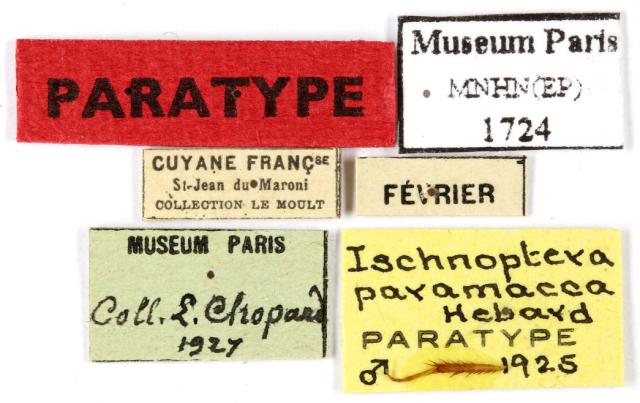 PARATYPE
Museum Paris
MNHN(EP)
1724
GUYANE FRANÇSE
St-Jean du Maroni
COLLECTION LE MOULT
FÉVRIER
MUSEUM PARIS
Coll. L. Chopard
1927
Ischnoptera
paramacca
Hebard
PARATYPE
♂ 1925